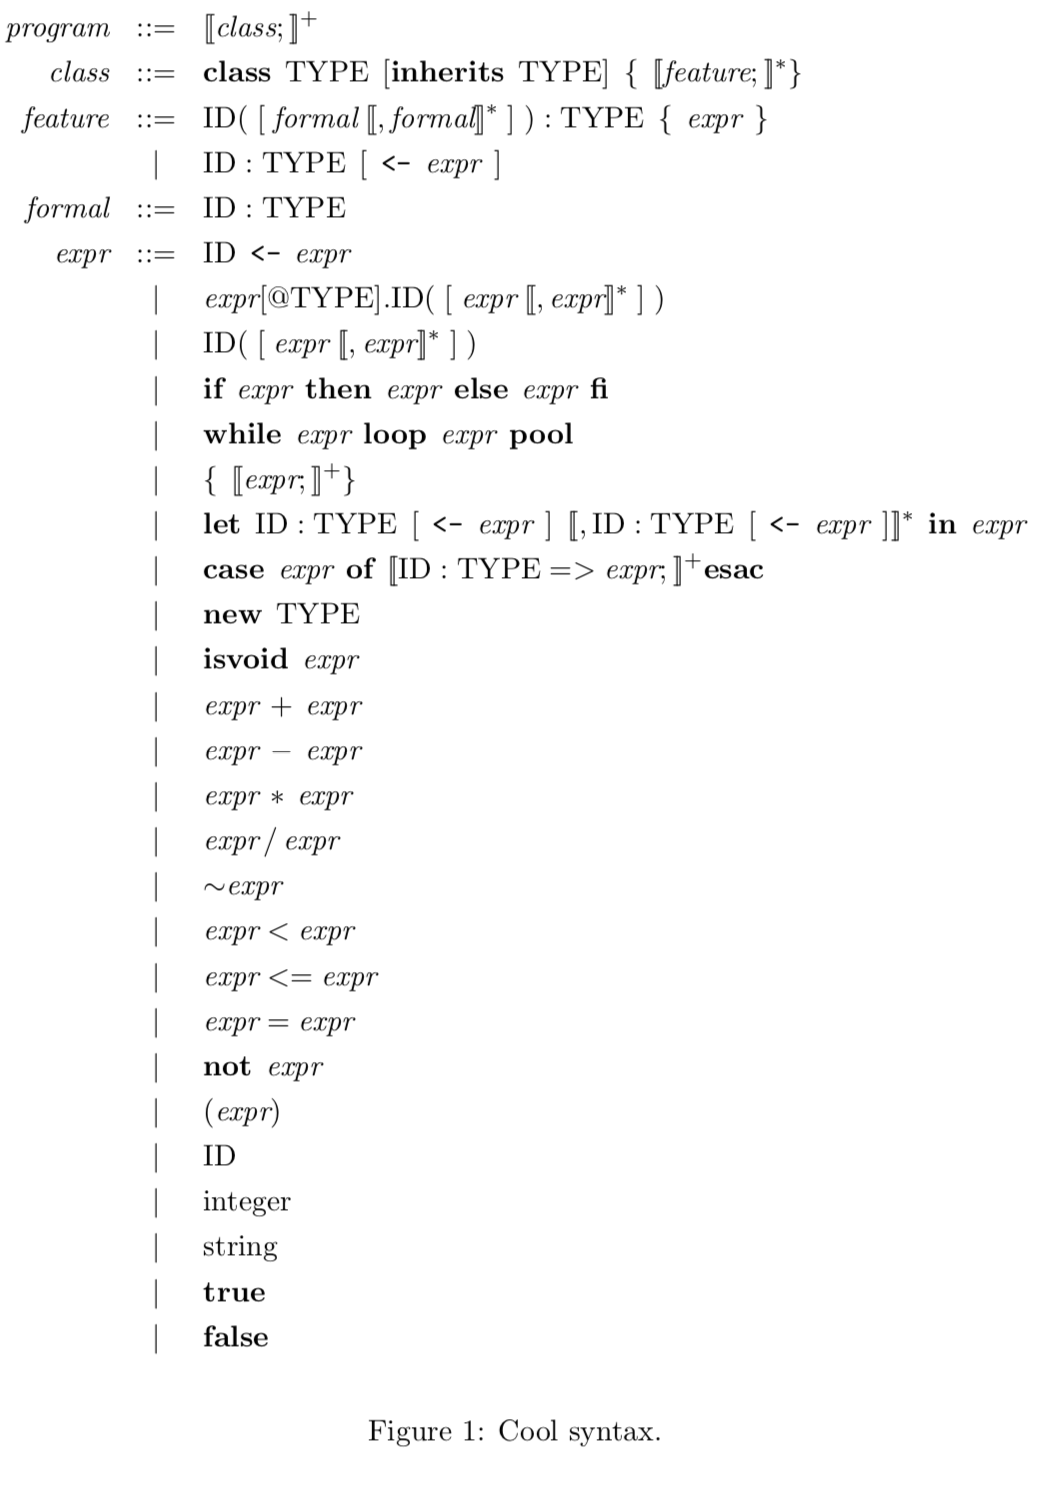 program ::= ⟦class;⟧+
class ::= class TYPE [inherits TYPE] { ⟦feature;⟧*}
feature ::= ID( [ formal ⟦, formal⟧* ] ) : TYPE { expr }
| ID : TYPE [ <- expr ]
formal ::= ID : TYPE
expr ::= ID <- expr
| expr[@TYPE].ID( [ expr ⟦, expr⟧* ] )
| ID( [ expr ⟦, expr⟧* ] )
| if expr then expr else expr fi
| while expr loop expr pool
| { ⟦expr;⟧+}
| let ID : TYPE [ <- expr ] ⟦, ID : TYPE [ <- expr ]⟧* in expr
| case expr of ⟦ID : TYPE => expr;⟧+esac
| new TYPE
| isvoid expr
| expr + expr
| expr − expr
| expr ∗ expr
| expr / expr
| ~expr
| expr < expr
| expr <= expr
| expr = expr
| not expr
| (expr)
| ID
| integer
| string
| true
| false
Figure 1: Cool syntax.